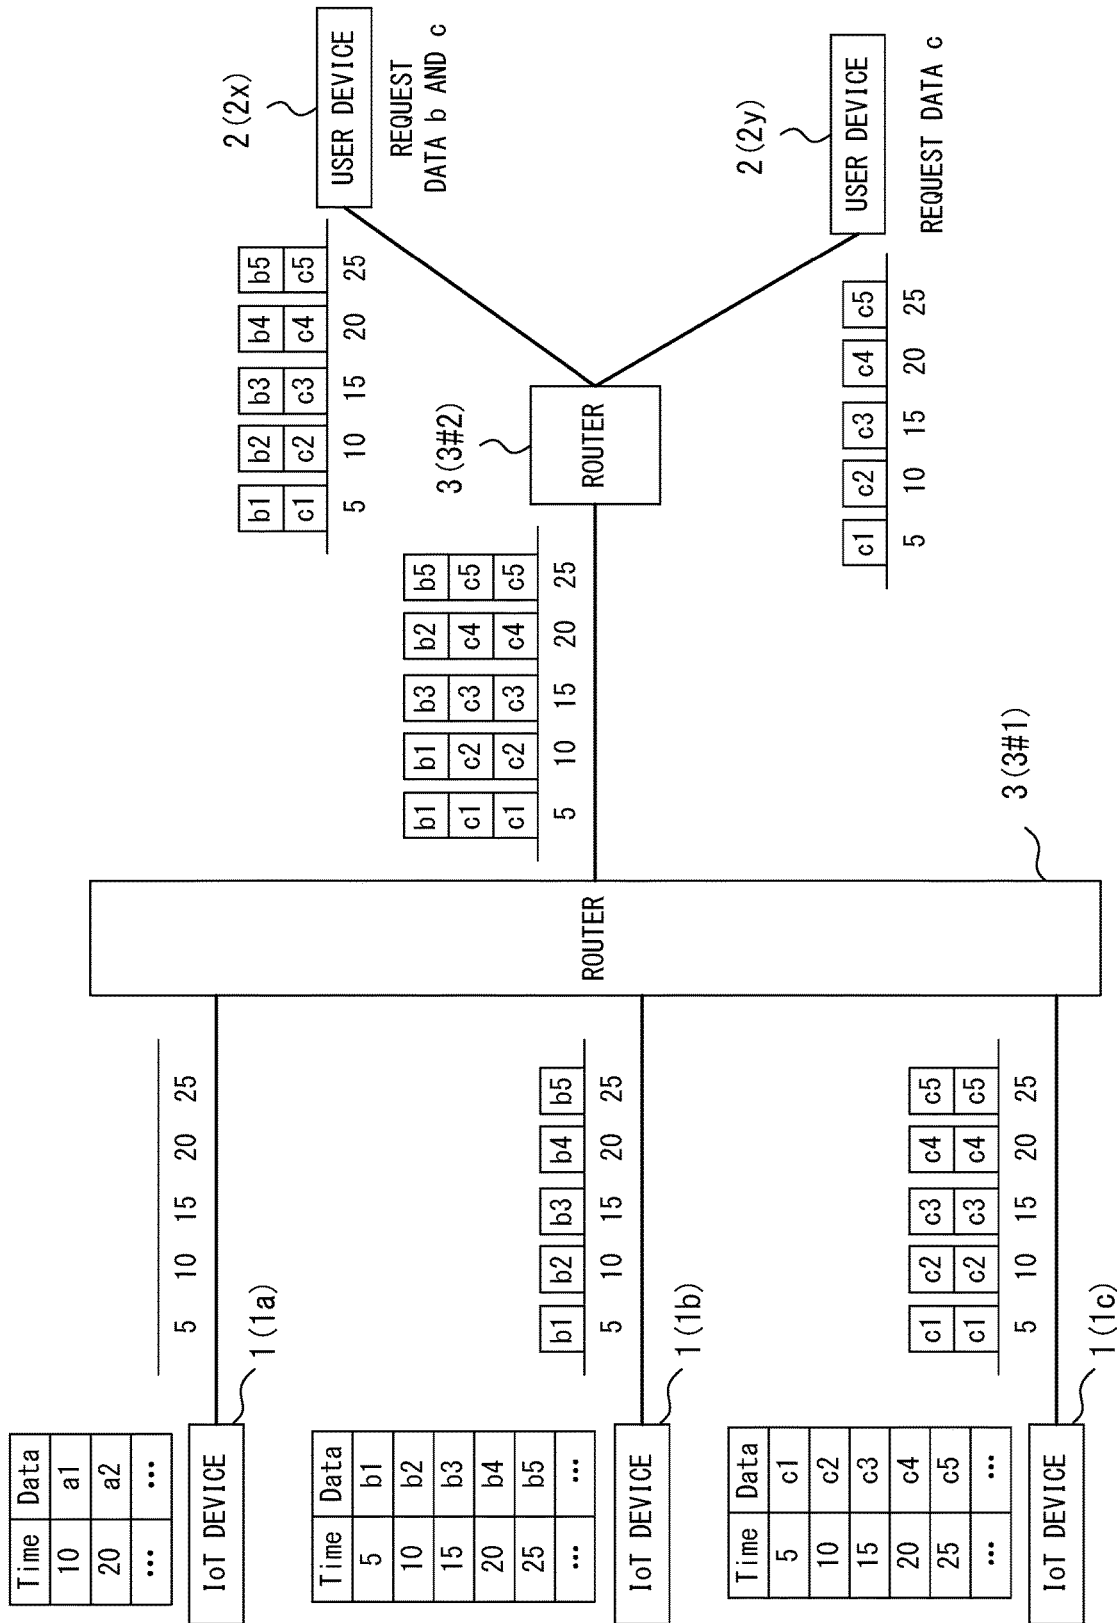 Time Data
10 a1
20 a2
... ...
IoT DEVICE
1(1a)
5 10 15 20 25
Time Data
5 b1
10 b2
15 b3
20 b4
25 b5
... ...
IoT DEVICE
1(1b)
b1 b2 b3 b4 b5
5 10 15 20 25
Time Data
5 c1
10 c2
15 c3
20 c4
25 c5
... ...
IoT DEVICE
1(1c)
c1 c2 c3 c4 c5
c1 c2 c3 c4 c5
5 10 15 20 25
ROUTER
3(3#1)
b1 b1 b3 b2 b5
c1 c2 c3 c4 c5
c1 c2 c3 c4 c5
5 10 15 20 25
3(3#2)
ROUTER
b1 b2 b3 b4 b5
c1 c2 c3 c4 c5
5 10 15 20 25
2(2x)
USER DEVICE
REQUEST
DATA b AND c
c1 c2 c3 c4 c5
5 10 15 20 25
2(2y)
USER DEVICE
REQUEST DATA c